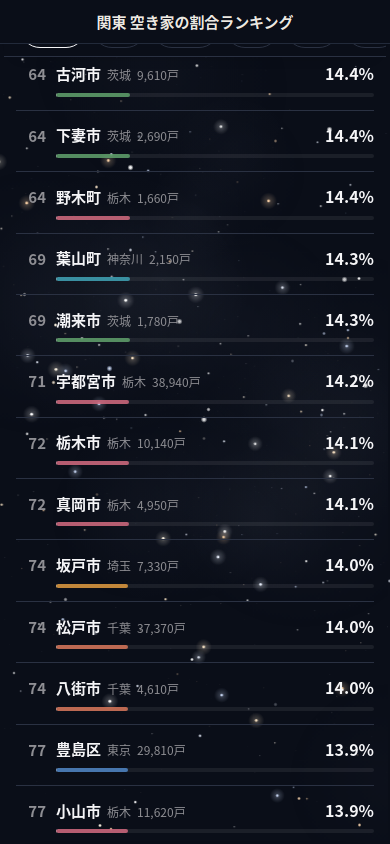 関東 空き家の割合ランキング
64 古河市 茨城 9,610戸 14.4%
64 下妻市 茨城 2,690戸 14.4%
64 野木町 栃木 1,660戸 14.4%
69 葉山町 神奈川 2,150戸 14.3%
69 潮来市 茨城 1,780戸 14.3%
71 宇都宮市 栃木 38,940戸 14.2%
72 栃木市 栃木 10,140戸 14.1%
72 真岡市 栃木 4,950戸 14.1%
74 坂戸市 埼玉 7,330戸 14.0%
74 松戸市 千葉 37,370戸 14.0%
74 八街市 千葉 4,610戸 14.0%
77 豊島区 東京 29,810戸 13.9%
77 小山市 栃木 11,620戸 13.9%